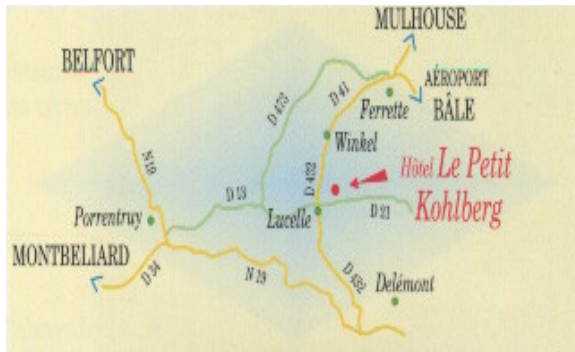 MULHOUSE
BELFORT
AÉROPORT
BÂLE
D 473
D 41
Ferrette
Winkel
N 19
Hôtel Le Petit
Kohlberg
D 432
D 13
D 21
Lucelle
Porrentruy
MONTBELIARD
D 34
N 19
D 432
Delémont